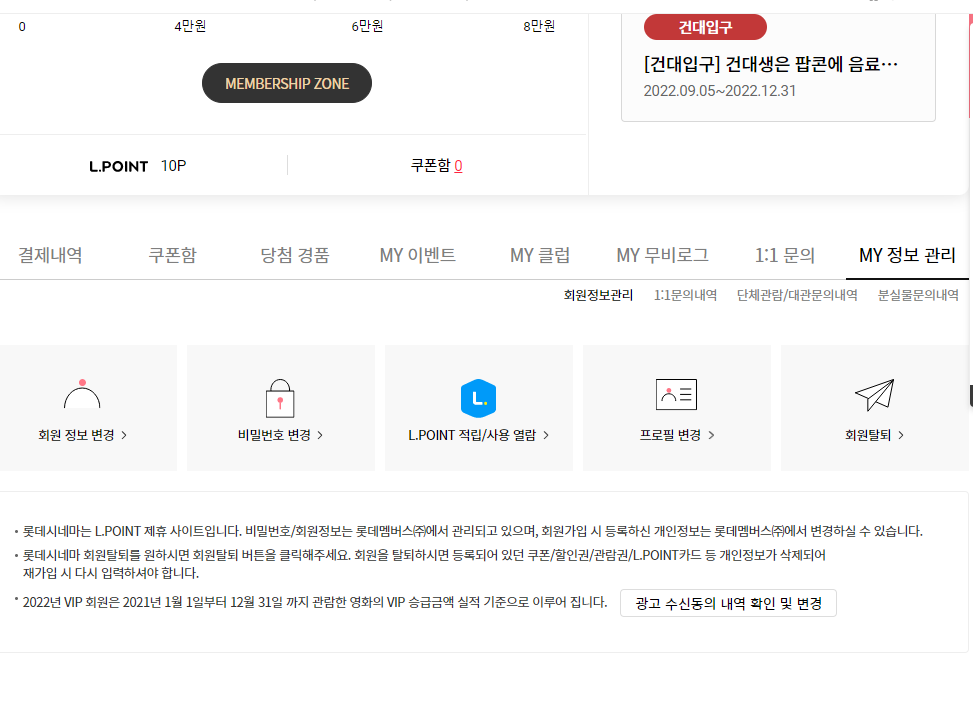 0 4만원 6만원 8만원
MEMBERSHIP ZONE
건대입구
[건대입구] 건대생은 팝콘에 음료···
2022.09.05~2022.12.31
L.POINT 10P 쿠폰함 0
결제내역 쿠폰함 당첨 경품 MY 이벤트 MY 클럽 MY 무비로그 1:1 문의 MY 정보 관리
회원정보관리 1:1문의내역 단체관람/대관문의내역 분실물문의내역
L.
회원 정보 변경 > 비밀번호 변경 > L.POINT 적립/사용 열람 > 프로필 변경 > 회원탈퇴 >
• 롯데시네마는 L.POINT 제휴 사이트입니다. 비밀번호/회원정보는 롯데멤버스㈜에서 관리되고 있으며, 회원가입 시 등록하신 개인정보는 롯데멤버스㈜에서 변경하실 수 있습니다.
• 롯데시네마 회원탈퇴를 원하시면 회원탈퇴 버튼을 클릭해주세요. 회원을 탈퇴하시면 등록되어 있던 쿠폰/할인권/관람권/L.POINT카드 등 개인정보가 삭제되어
재가입 시 다시 입력하셔야 합니다.
• 2022년 VIP 회원은 2021년 1월 1일부터 12월 31일 까지 관람한 영화의 VIP 승급금액 실적 기준으로 이루어 집니다. 광고 수신동의 내역 확인 및 변경